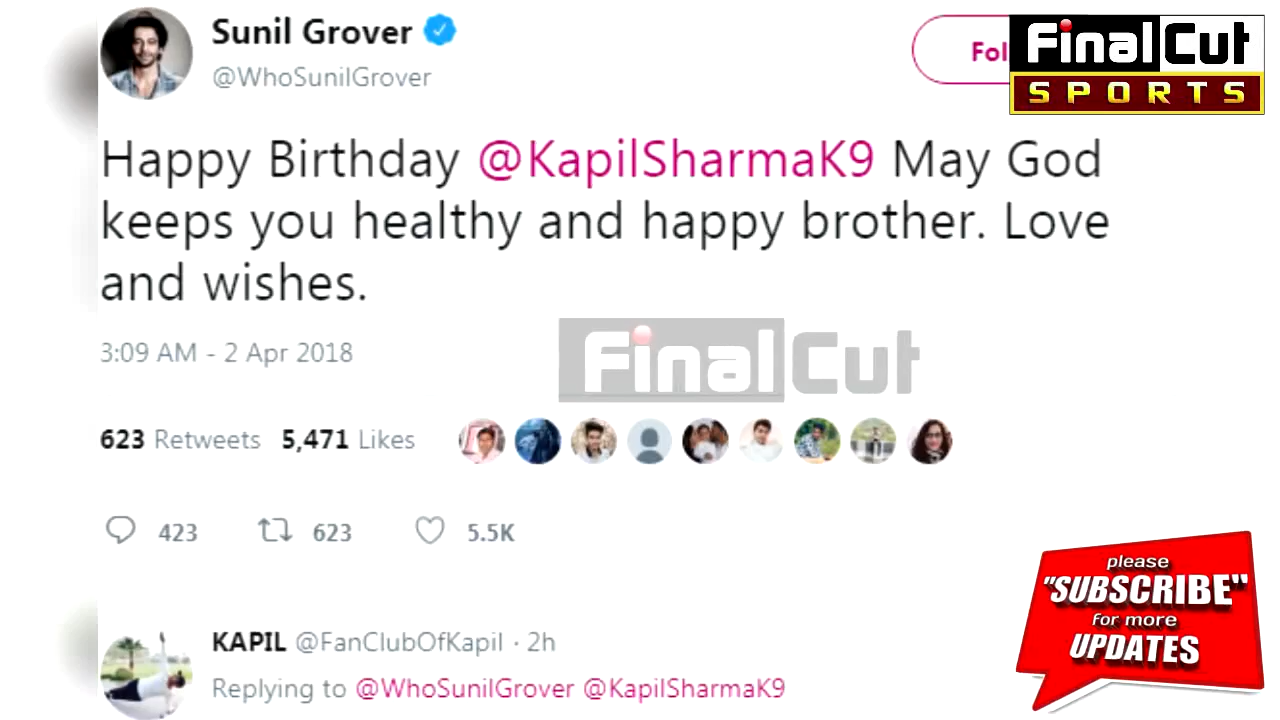 Sunil Grover
@WhoSunilGrover
Fol
FinalCut
SPORTS
Happy Birthday @KapilSharmaK9 May God
keeps you healthy and happy brother. Love
and wishes.
3:09 AM - 2 Apr 2018
FinalCut
623 Retweets 5,471 Likes
423 623 5.5K
please
"SUBSCRIBE"
for more
UPDATES
KAPIL @FanClubOfKapil · 2h
Replying to @WhoSunilGrover @KapilSharmaK9